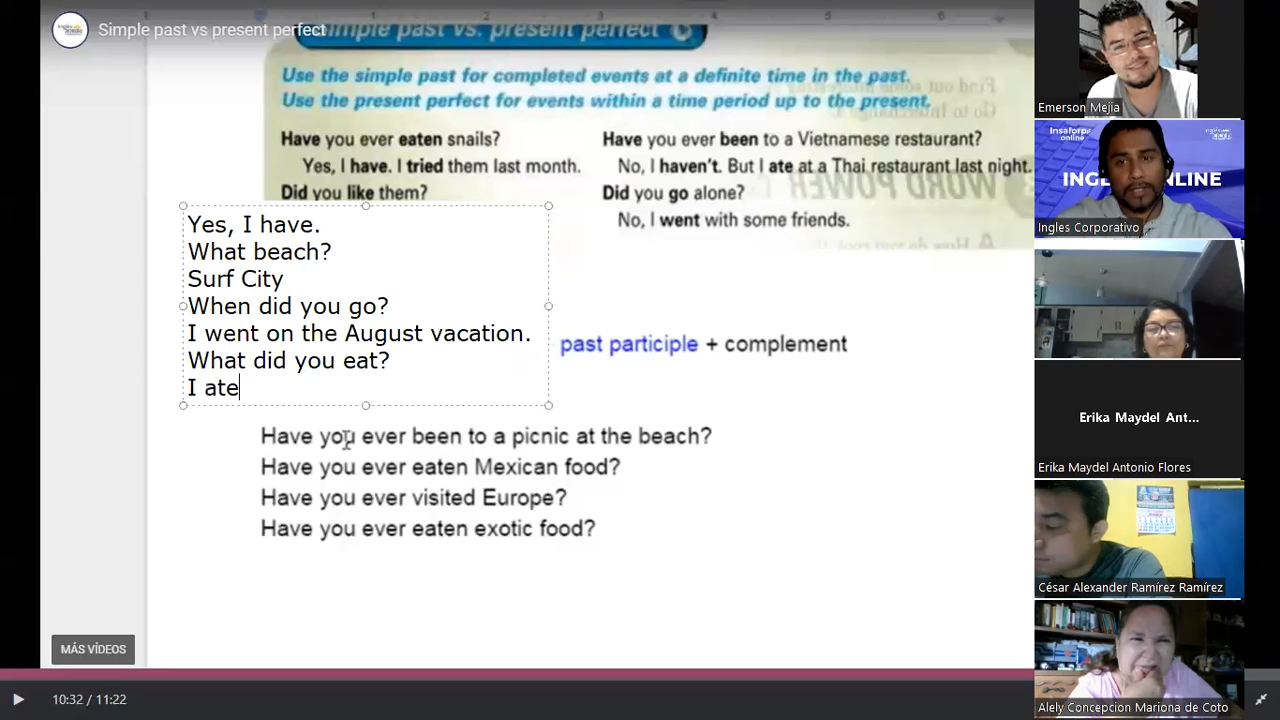 Simple past vs present perfect
imple past vs. present perfect
Use the simple past for completed events at a definite time in the past.
Use the present perfect for events within a time period up to the present.
Have you ever eaten snails?
Yes, I have. I tried them last month.
Did you like them?
Have you ever been to a Vietnamese restaurant?
No, I haven't. But I ate at a Thai restaurant last night.
Did you go alone?
No, I went with some friends.
WORD POWER
Yes, I have.
What beach?
Surf City
When did you go?
I went on the August vacation.
What did you eat?
I ate
past participle + complement
Have you ever been to a picnic at the beach?
Have you ever eaten Mexican food?
Have you ever visited Europe?
Have you ever eaten exotic food?
MÁS VÍDEOS
10:32 / 11:22
Emerson Mejia
Ingles Corporativo
Erika Maydel Ant...
Erika Maydel Antonio Flores
César Alexander Ramírez Ramírez
Alely Concepcion Mariona de Coto